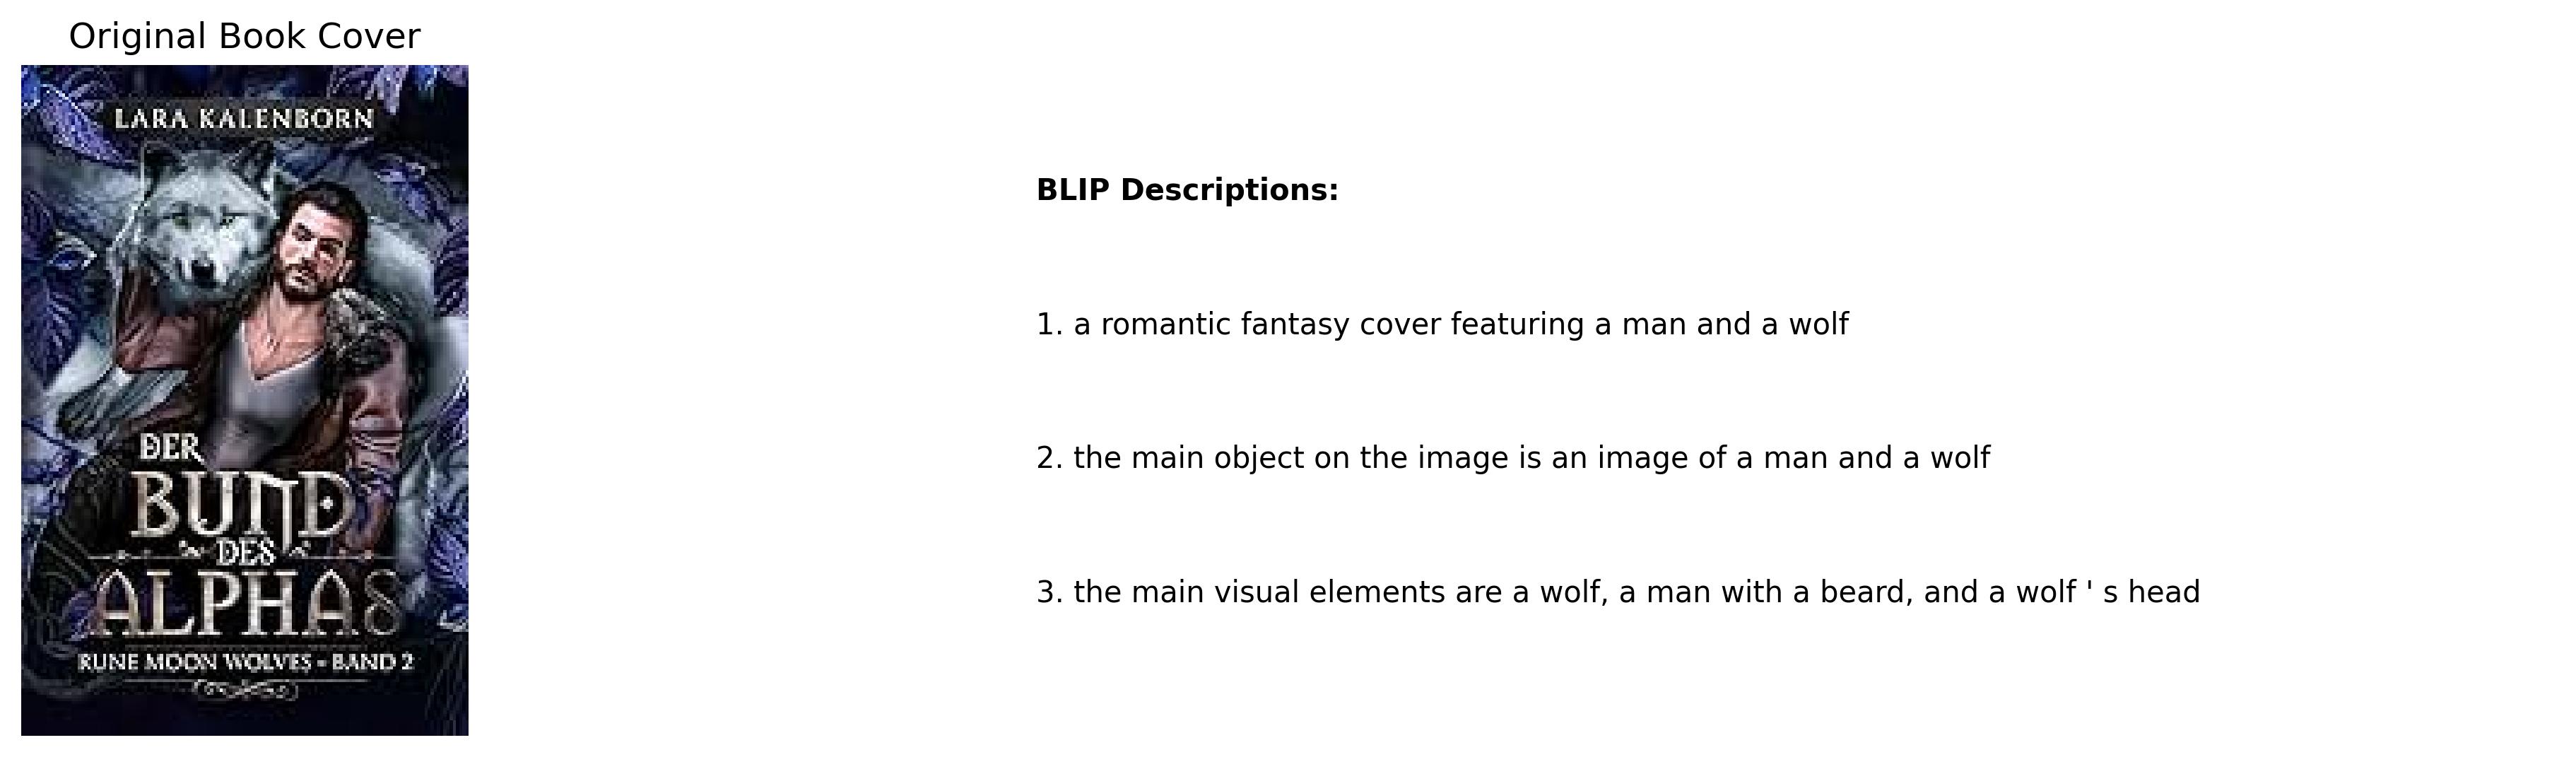 Original Book Cover
LARA KALENBORN
DER
BUND
DES
ALPHAS
RUNE MOON WOLVES - BAND 2
BLIP Descriptions:
1. a romantic fantasy cover featuring a man and a wolf
2. the main object on the image is an image of a man and a wolf
3. the main visual elements are a wolf, a man with a beard, and a wolf ' s head